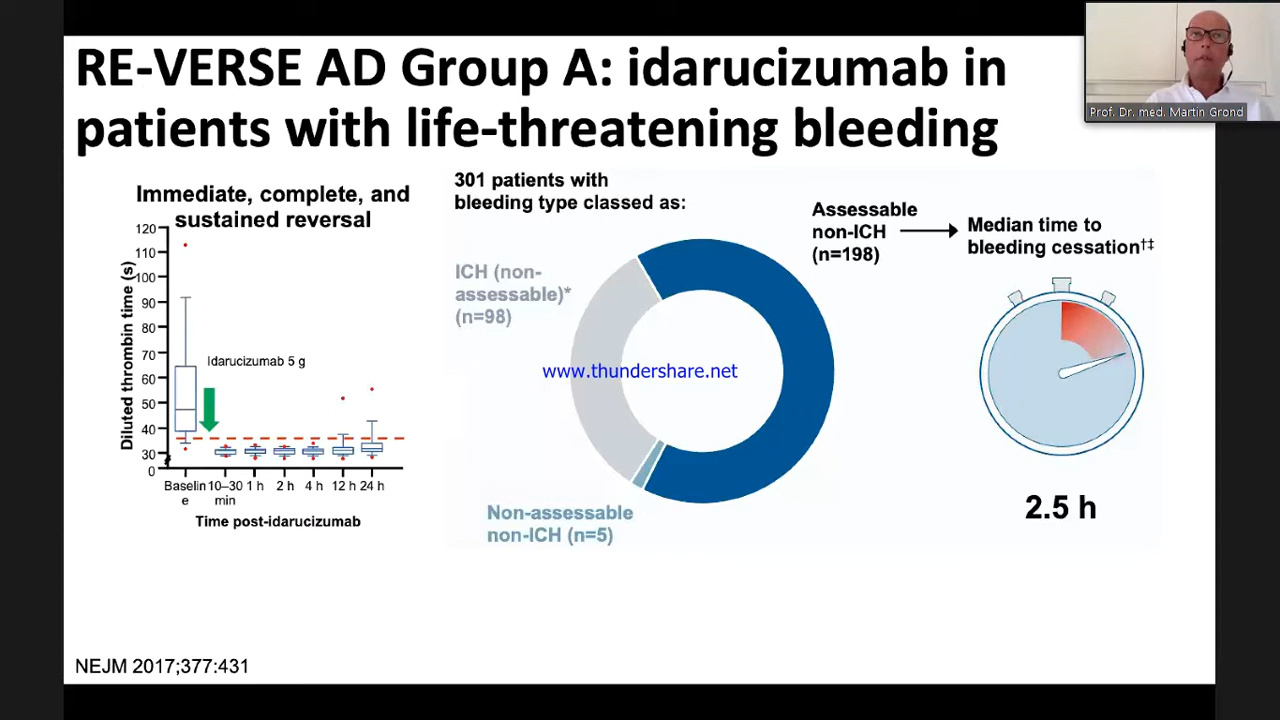 RE-VERSE AD Group A: idarucizumab in
patients with life-threatening bleeding
Prof. Dr. med. Martin Grond
Immediate, complete, and
sustained reversal
Diluted thrombin time (s)
120
110
100
90
80
70
60
50
40
30
0
Idarucizumab 5 g
Baselin 10–30 1 h 2 h 4 h 12 h 24 h
e min
Time post-idarucizumab
301 patients with
bleeding type classed as:
ICH (non-
assessable)*
(n=98)
www.thundershare.net
Non-assessable
non-ICH (n=5)
Assessable
non-ICH
(n=198)
Median time to
bleeding cessation†‡
2.5 h
NEJM 2017;377:431